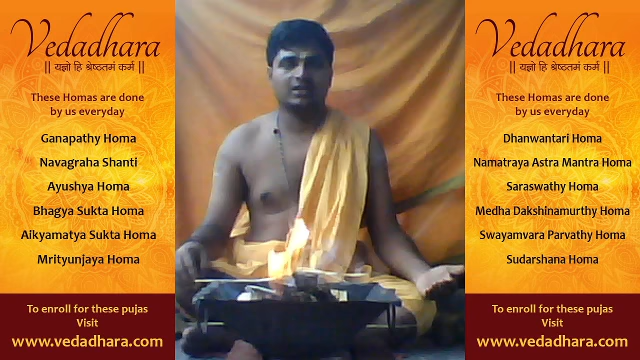 Vedadhara
|| यज्ञो हि श्रेष्ठतमं कर्म ||
These Homas are done
by us everyday
Ganapathy Homa
Navagraha Shanti
Ayushya Homa
Bhagya Sukta Homa
Aikyamatya Sukta Homa
Mrityunjaya Homa
To enroll for these pujas
Visit
www.vedadhara.com
Vedadhara
|| यज्ञो हि श्रेष्ठतमं कर्म ||
These Homas are done
by us everyday
Dhanwantari Homa
Namatraya Astra Mantra Homa
Saraswathy Homa
Medha Dakshinamurthy Homa
Swayamvara Parvathy Homa
Sudarshana Homa
To enroll for these pujas
Visit
www.vedadhara.com